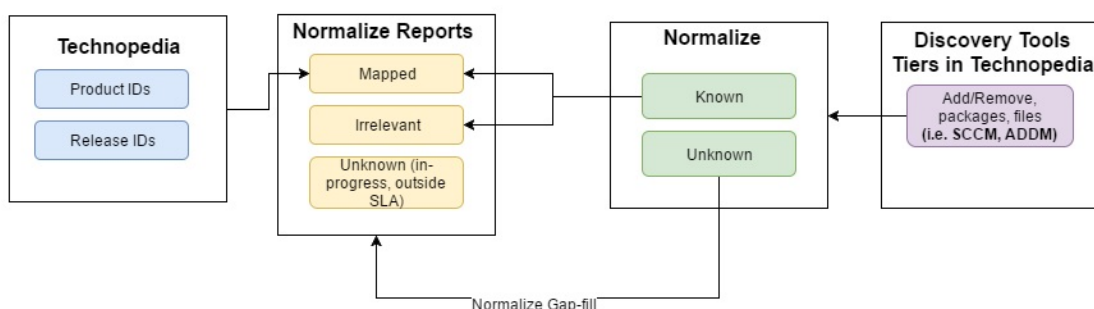 Technopedia
Product IDs
Release IDs
Normalize Reports
Mapped
Irrelevant
Unknown (in-
progress, outside
SLA)
Normalize
Known
Unknown
Discovery Tools
Tiers in Technopedia
Add/Remove,
packages, files
(i.e. SCCM, ADDM)
Normalize Gap-fill